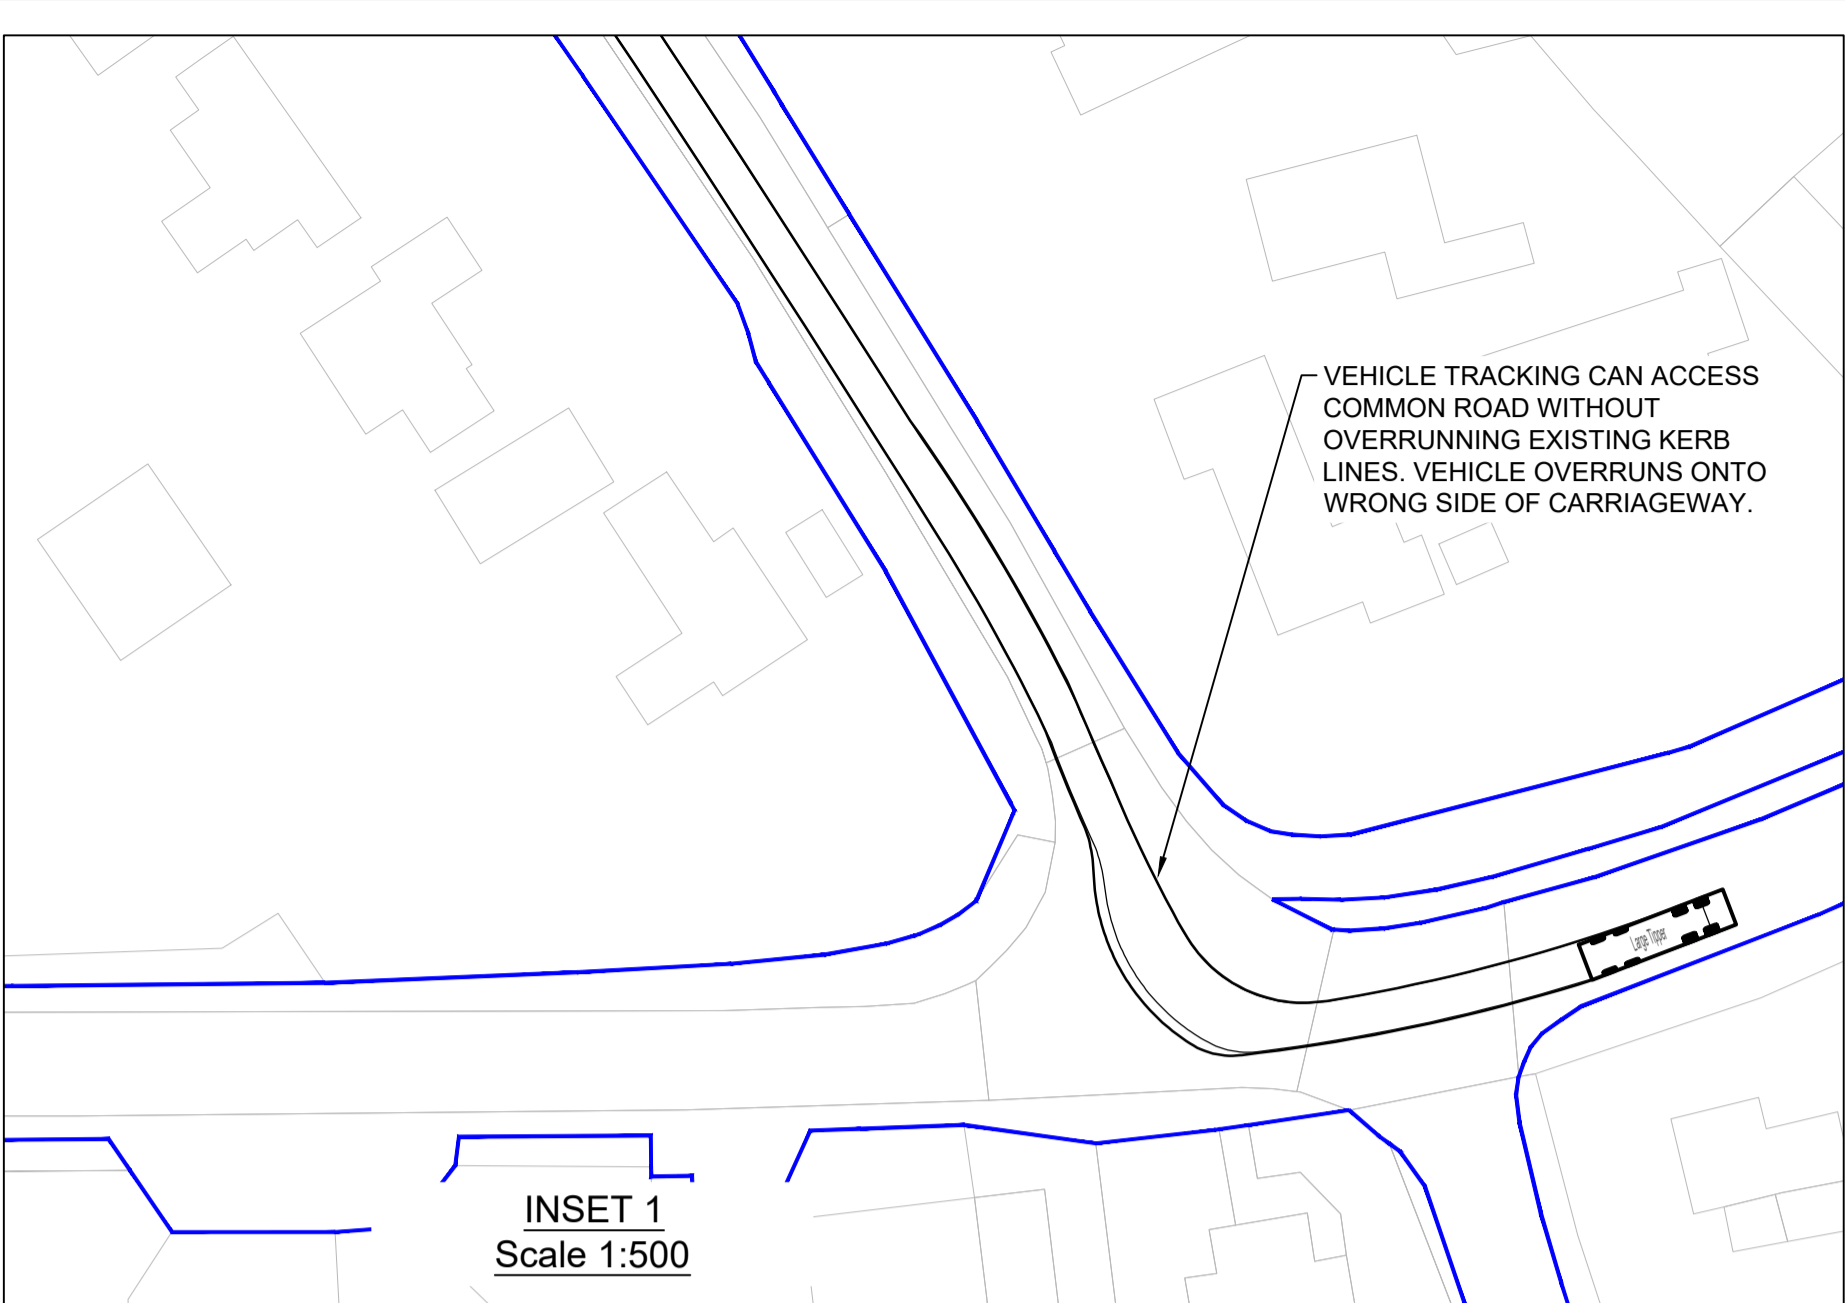 VEHICLE TRACKING CAN ACCESS
COMMON ROAD WITHOUT
OVERRUNNING EXISTING KERB
LINES. VEHICLE OVERRUNS ONTO
WRONG SIDE OF CARRIAGEWAY.
Large Tipper
INSET 1
Scale 1:500